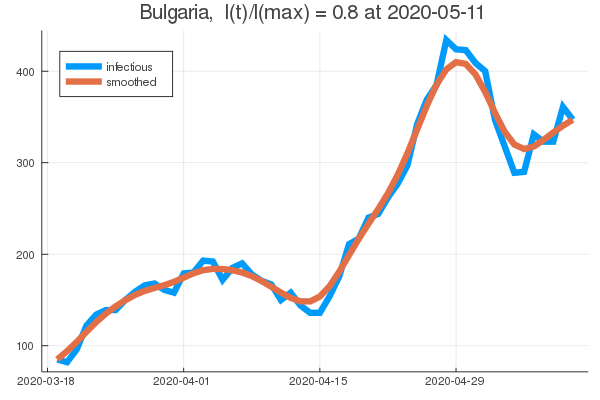 Bulgaria, I(t)/I(max) = 0.8 at 2020-05-11
infectious
smoothed
400
300
200
100
2020-03-18 2020-04-01 2020-04-15 2020-04-29